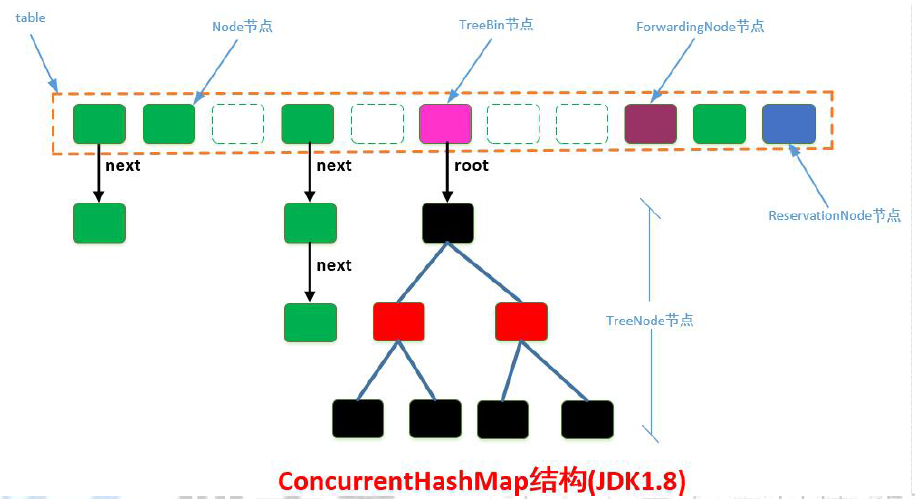 table
Node节点
TreeBin节点
ForwardingNode节点
next
next
root
ReservationNode节点
next
TreeNode节点
ConcurrentHashMap结构(JDK1.8)